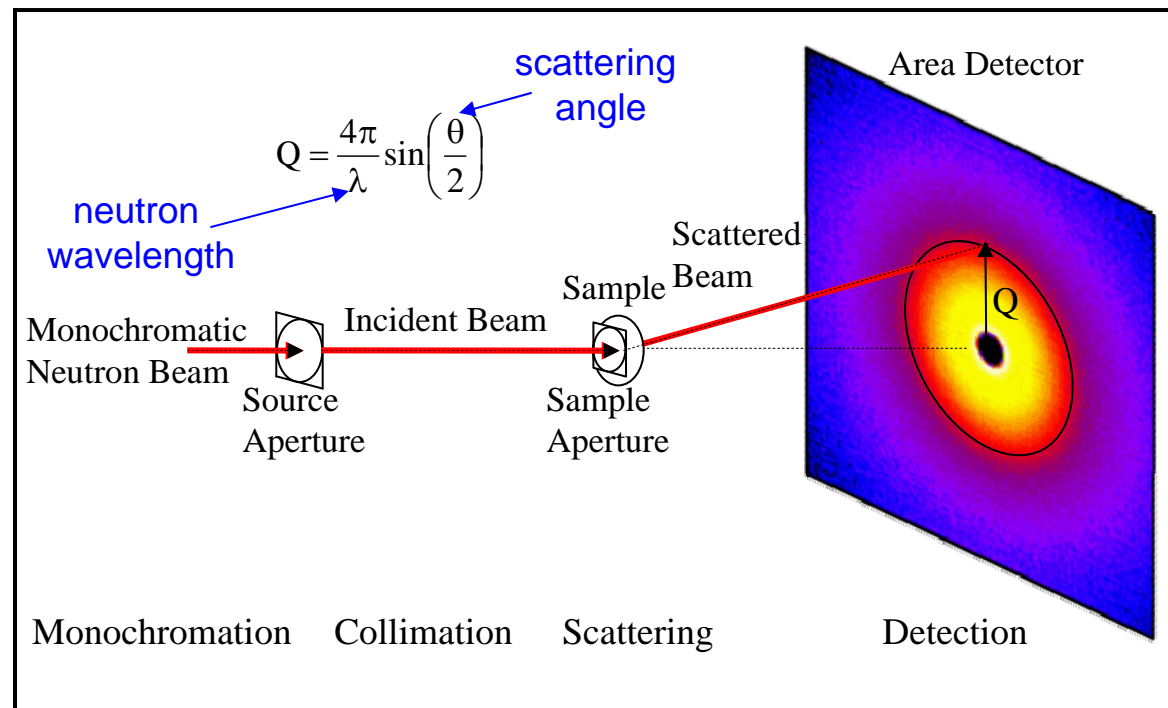 scattering
angle
Area Detector
Q = 4π/λ sin(θ/2)
neutron
wavelength
Scattered
Beam
Sample
Q
Monochromatic
Neutron Beam
Incident Beam
Source
Aperture
Sample
Aperture
Monochromation Collimation Scattering Detection